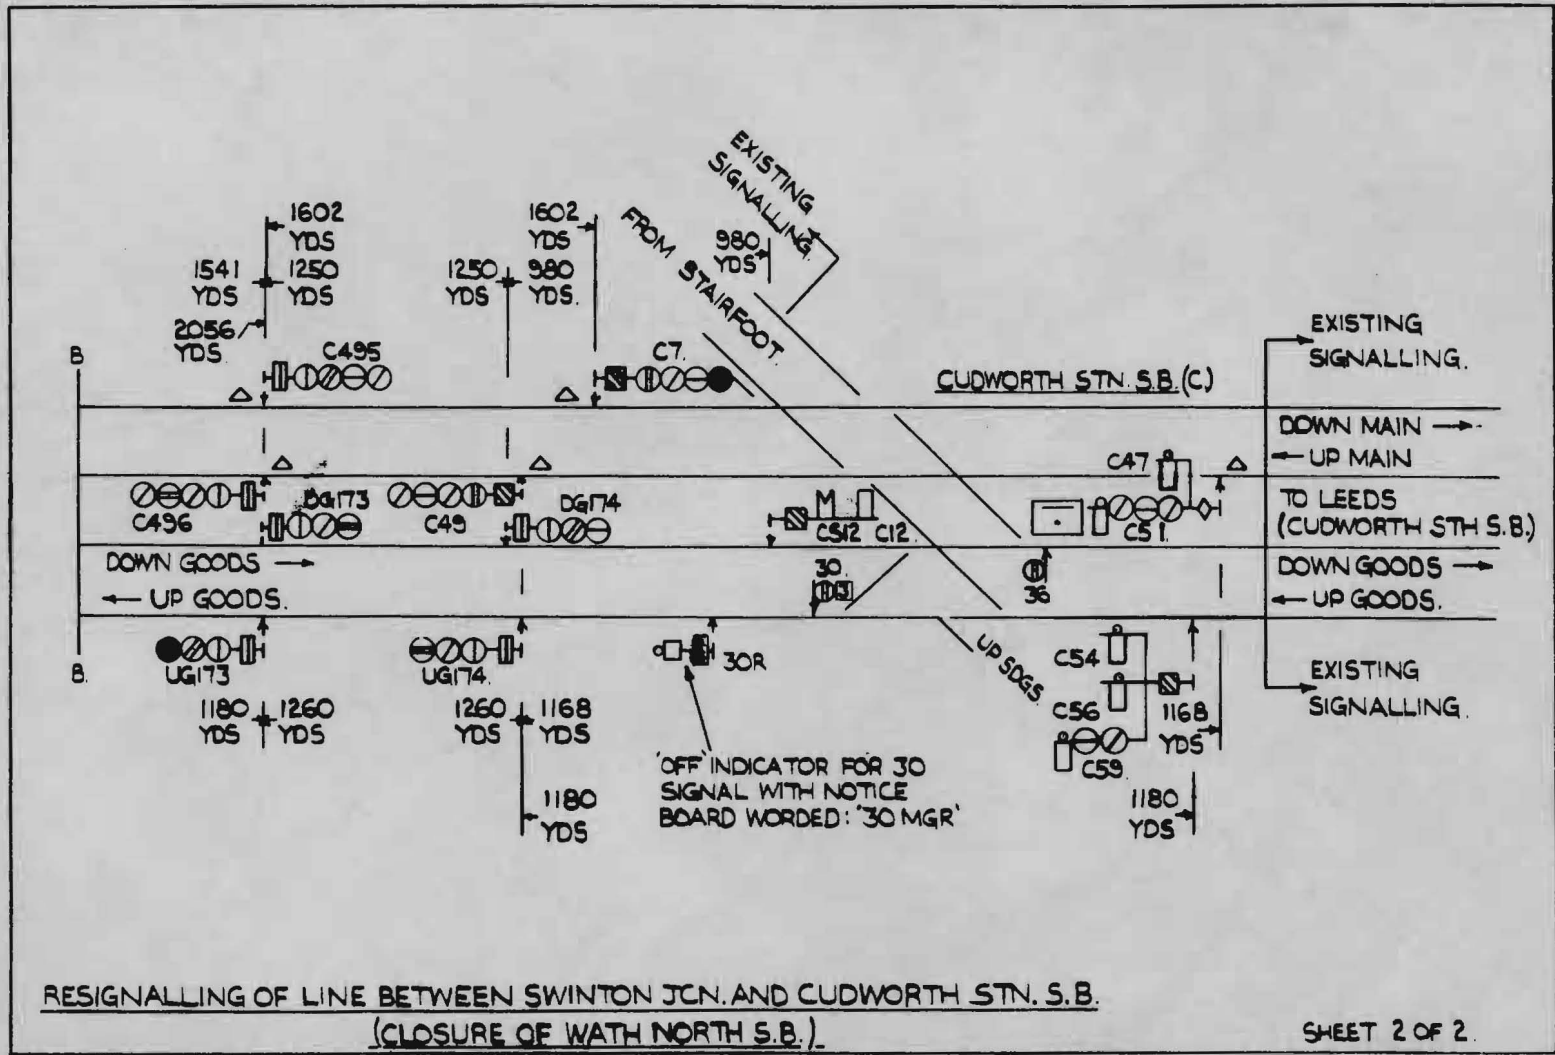 EXISTING
SIGNALLING.
FROM STAIRFOOT
1602
YDS
1602
YDS
980
YDS
1541
YDS
1250
YDS
1250
YDS
980
YDS.
2056
YDS.
EXISTING
SIGNALLING.
B
C495
C7.
CUDWORTH STN. S.B. (C.)
DOWN MAIN
UP MAIN
C47
TO LEEDS
(CUDWORTH STH S.B.)
C496
DG173
C49
DG174
M
CS12
C12
C51.
DOWN GOODS
UP GOODS.
30
36
DOWN GOODS
UP GOODS.
B.
UG173
UG174.
30R
UP SDGS
C54
C56
C59.
EXISTING
SIGNALLING.
1180
YDS
1260
YDS
1260
YDS
1168
YDS
1168
YDS
'OFF' INDICATOR FOR 30
SIGNAL WITH NOTICE
BOARD WORDED: '30 MGR'
1180
YDS
1180
YDS
RESIGNALLING OF LINE BETWEEN SWINTON JCN. AND CUDWORTH STN. S.B.
(CLOSURE OF WATH NORTH S.B.)
SHEET 2 OF 2.